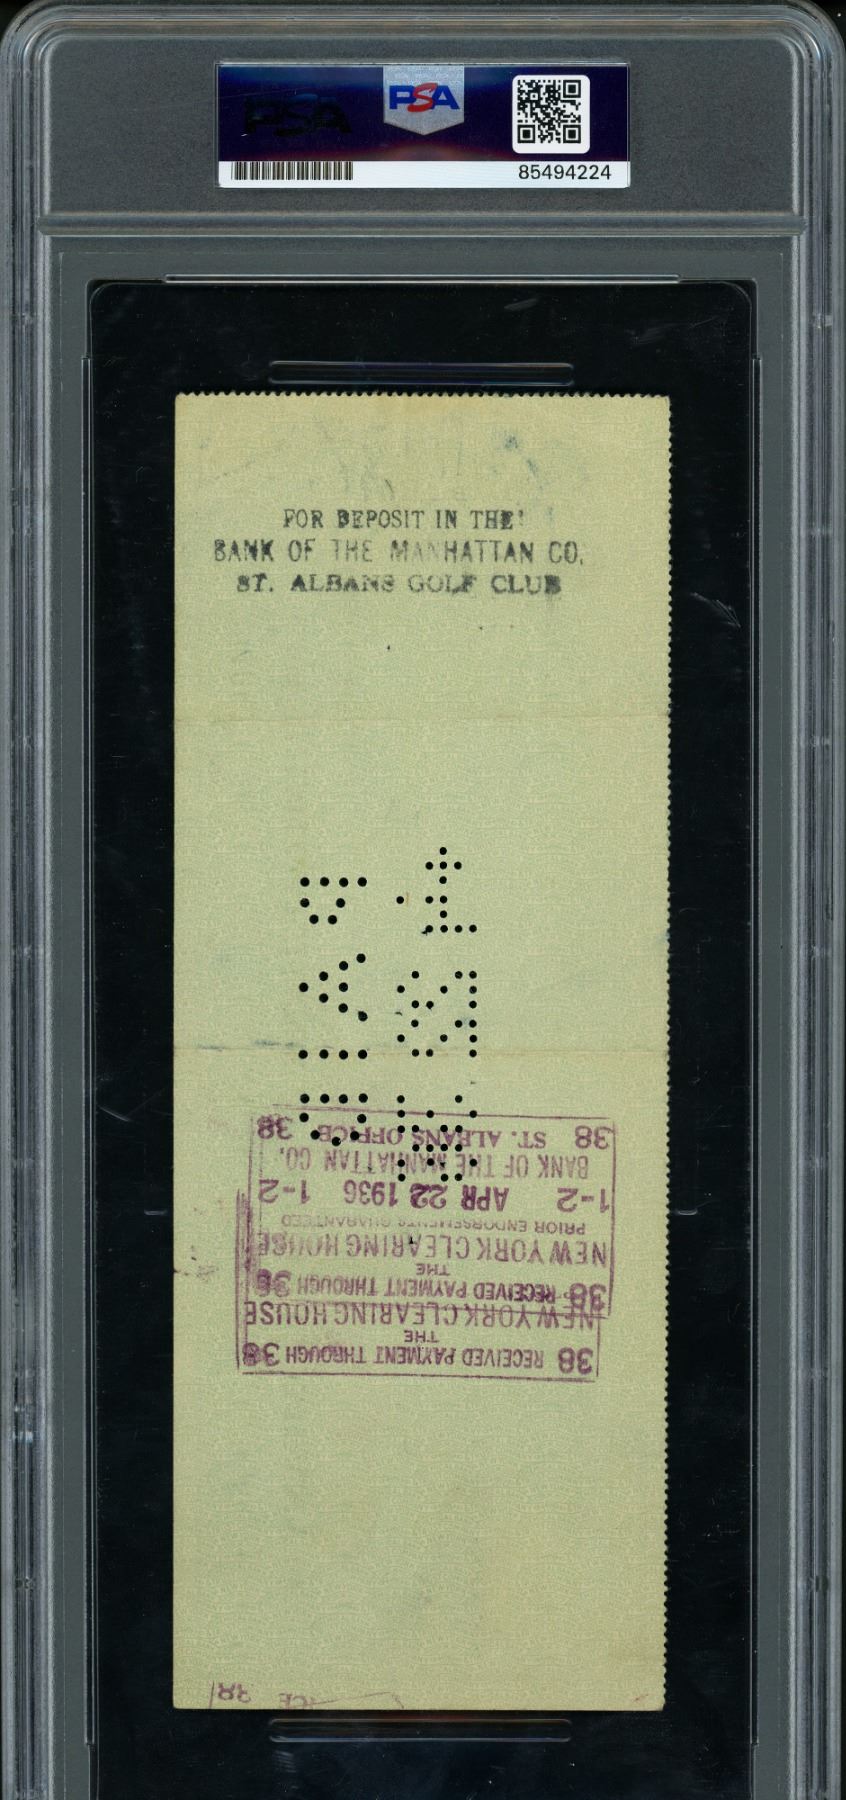 PSA
PSA
85494224
FOR DEPOSIT IN THE
BANK OF THE MANHATTAN CO.
ST. ALBANS GOLF CLUB
38 RECEIVED PAYMENT THROUGH 38
THE
NEW YORK CLEARING HOUSE
38 RECEIVED PAYMENT THROUGH 38
THE
NEW YORK CLEARING HOUSE
PRIOR ENDORSEMENTS GUARANTEED
1-2 APR 22 1936 1-2
BANK OF THE MANHATTAN CO.
38 ST. ALBANS OFFICE 38
PAID